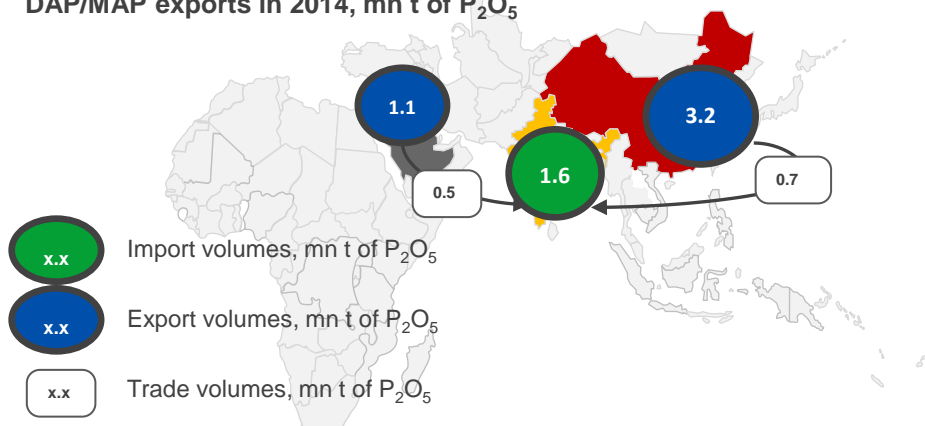 DAP/MAP exports in 2014, mn t of P₂O₅
1.1
3.2
1.6
0.5
0.7
x.x Import volumes, mn t of P₂O₅
x.x Export volumes, mn t of P₂O₅
x.x Trade volumes, mn t of P₂O₅